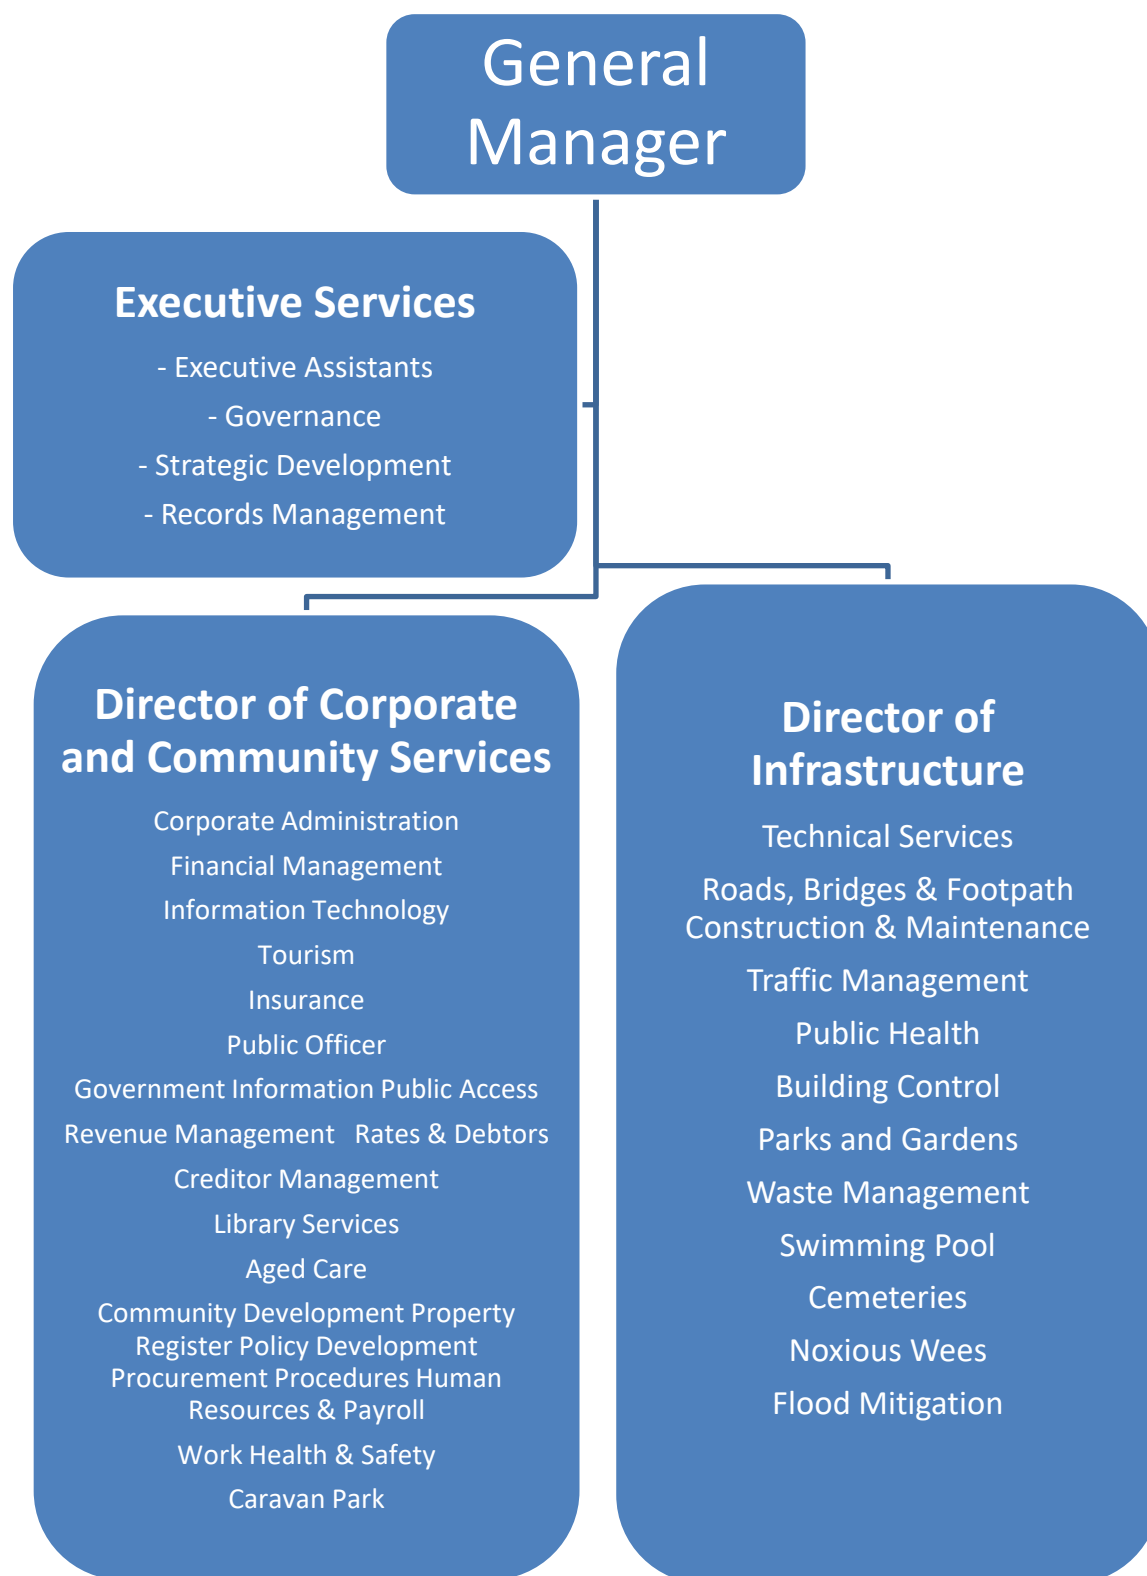 General
Manager
Executive Services
- Executive Assistants
- Governance
- Strategic Development
- Records Management
Director of Corporate
and Community Services
Corporate Administration
Financial Management
Information Technology
Tourism
Insurance
Public Officer
Government Information Public Access
Revenue Management   Rates & Debtors
Creditor Management
Library Services
Aged Care
Community Development Property
Register Policy Development
Procurement Procedures Human
Resources & Payroll
Work Health & Safety
Caravan Park
Director of
Infrastructure
Technical Services
Roads, Bridges & Footpath
Construction & Maintenance
Traffic Management
Public Health
Building Control
Parks and Gardens
Waste Management
Swimming Pool
Cemeteries
Noxious Wees
Flood Mitigation